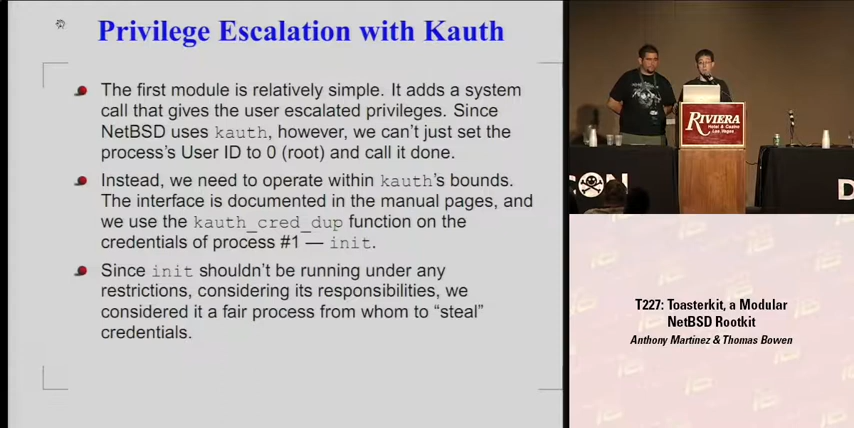 Privilege Escalation with Kauth
The first module is relatively simple. It adds a system
call that gives the user escalated privileges. Since
NetBSD uses kauth, however, we can't just set the
process's User ID to 0 (root) and call it done.
Instead, we need to operate within kauth's bounds.
The interface is documented in the manual pages, and
we use the kauth_cred_dup function on the
credentials of process #1 — init.
Since init shouldn't be running under any
restrictions, considering its responsibilities, we
considered it a fair process from whom to “steal”
credentials.
RIVIERA
Hotel & Casino
Las Vegas
CON
D
T227: Toasterkit, a Modular
NetBSD Rootkit
Anthony Martinez & Thomas Bowen